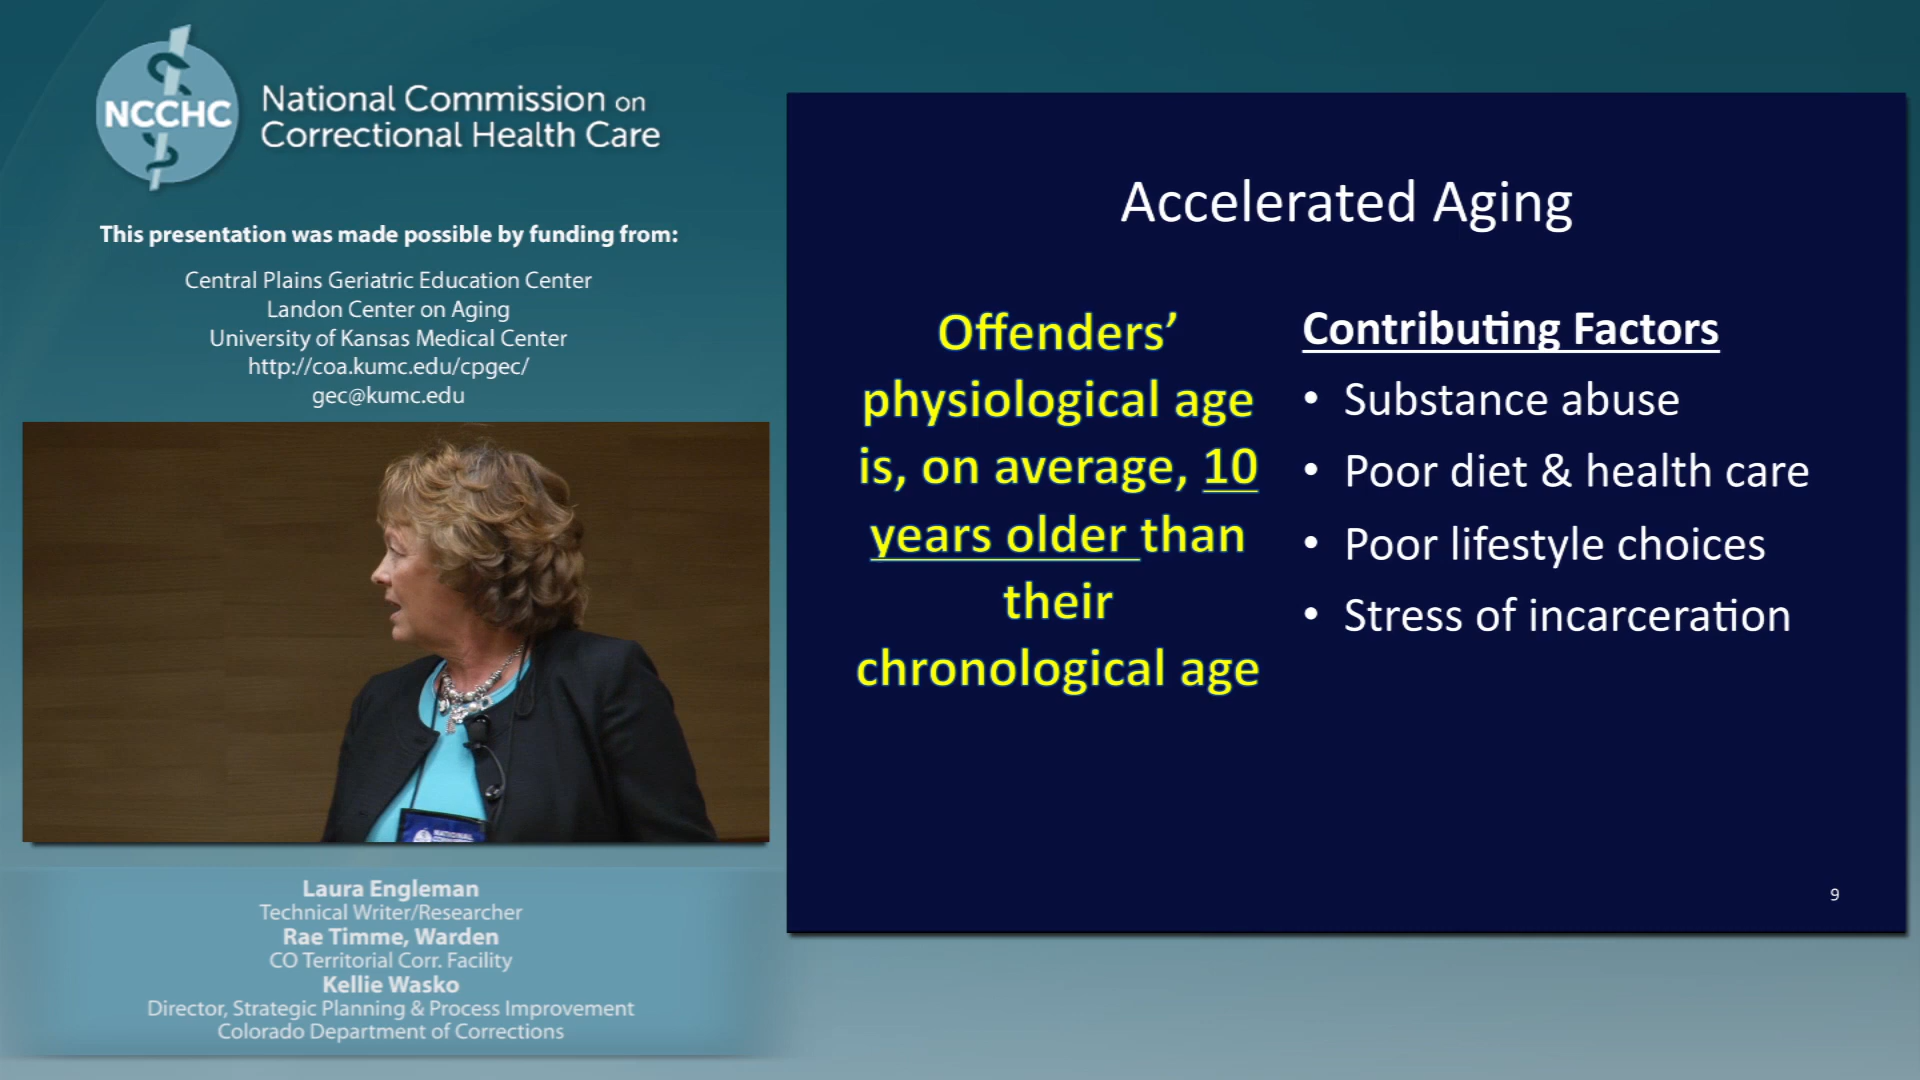 NCCHC
National Commission on
Correctional Health Care
This presentation was made possible by funding from:
Central Plains Geriatric Education Center
Landon Center on Aging
University of Kansas Medical Center
http://coa.kumc.edu/cpgec/
gec@kumc.edu
NATIONAL
Laura Engleman
Technical Writer/Researcher
Rae Timme, Warden
CO Territorial Corr. Facility
Kellie Wasko
Director, Strategic Planning & Process Improvement
Colorado Department of Corrections
Accelerated Aging
Offenders’
physiological age
is, on average, 10
years older than
their
chronological age
Contributing Factors
• Substance abuse
• Poor diet & health care
• Poor lifestyle choices
• Stress of incarceration
9